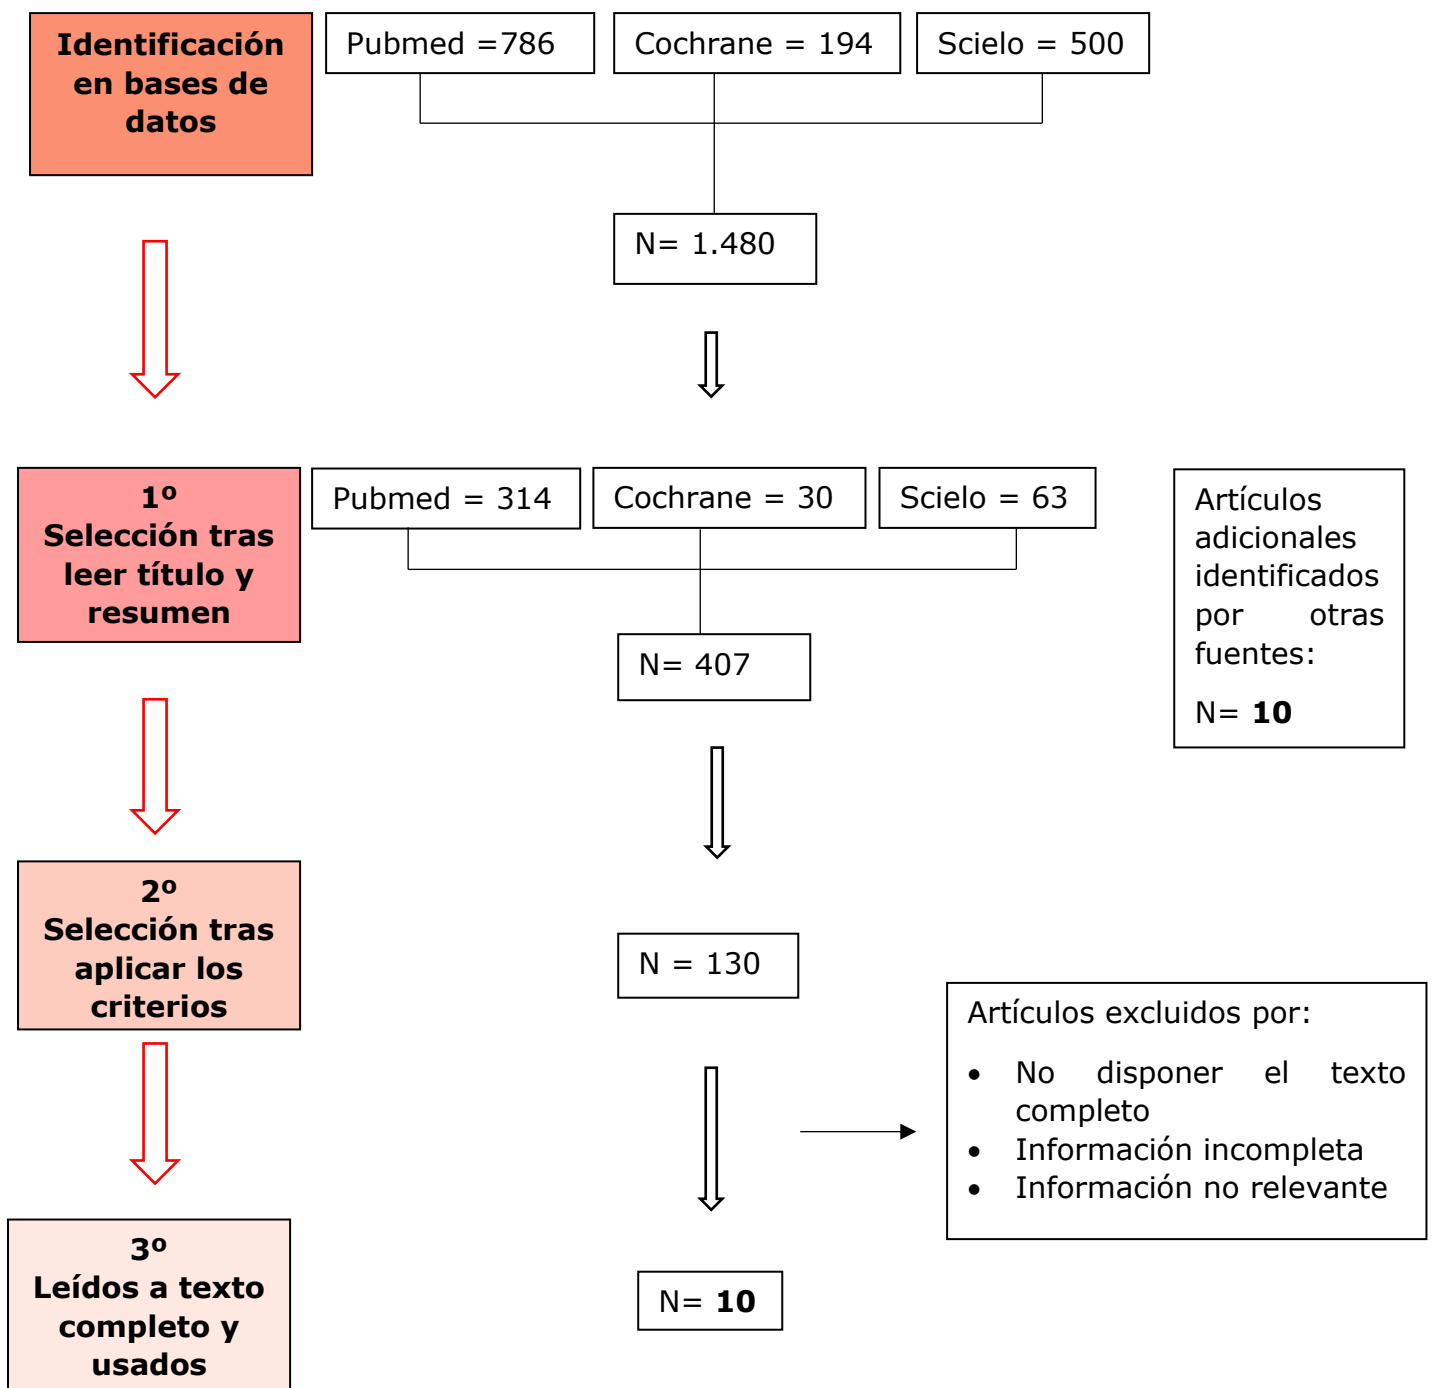 Identificación
en bases de
datos
Pubmed =786
Cochrane = 194
Scielo = 500
N= 1.480
1º
Selección tras
leer título y
resumen
Pubmed = 314
Cochrane = 30
Scielo = 63
N= 407
Artículos
adicionales
identificados
por otras
fuentes:
N= 10
2º
Selección tras
aplicar los
criterios
N = 130
Artículos excluidos por:
• No disponer el texto
completo
• Información incompleta
• Información no relevante
3º
Leídos a texto
completo y
usados
N= 10